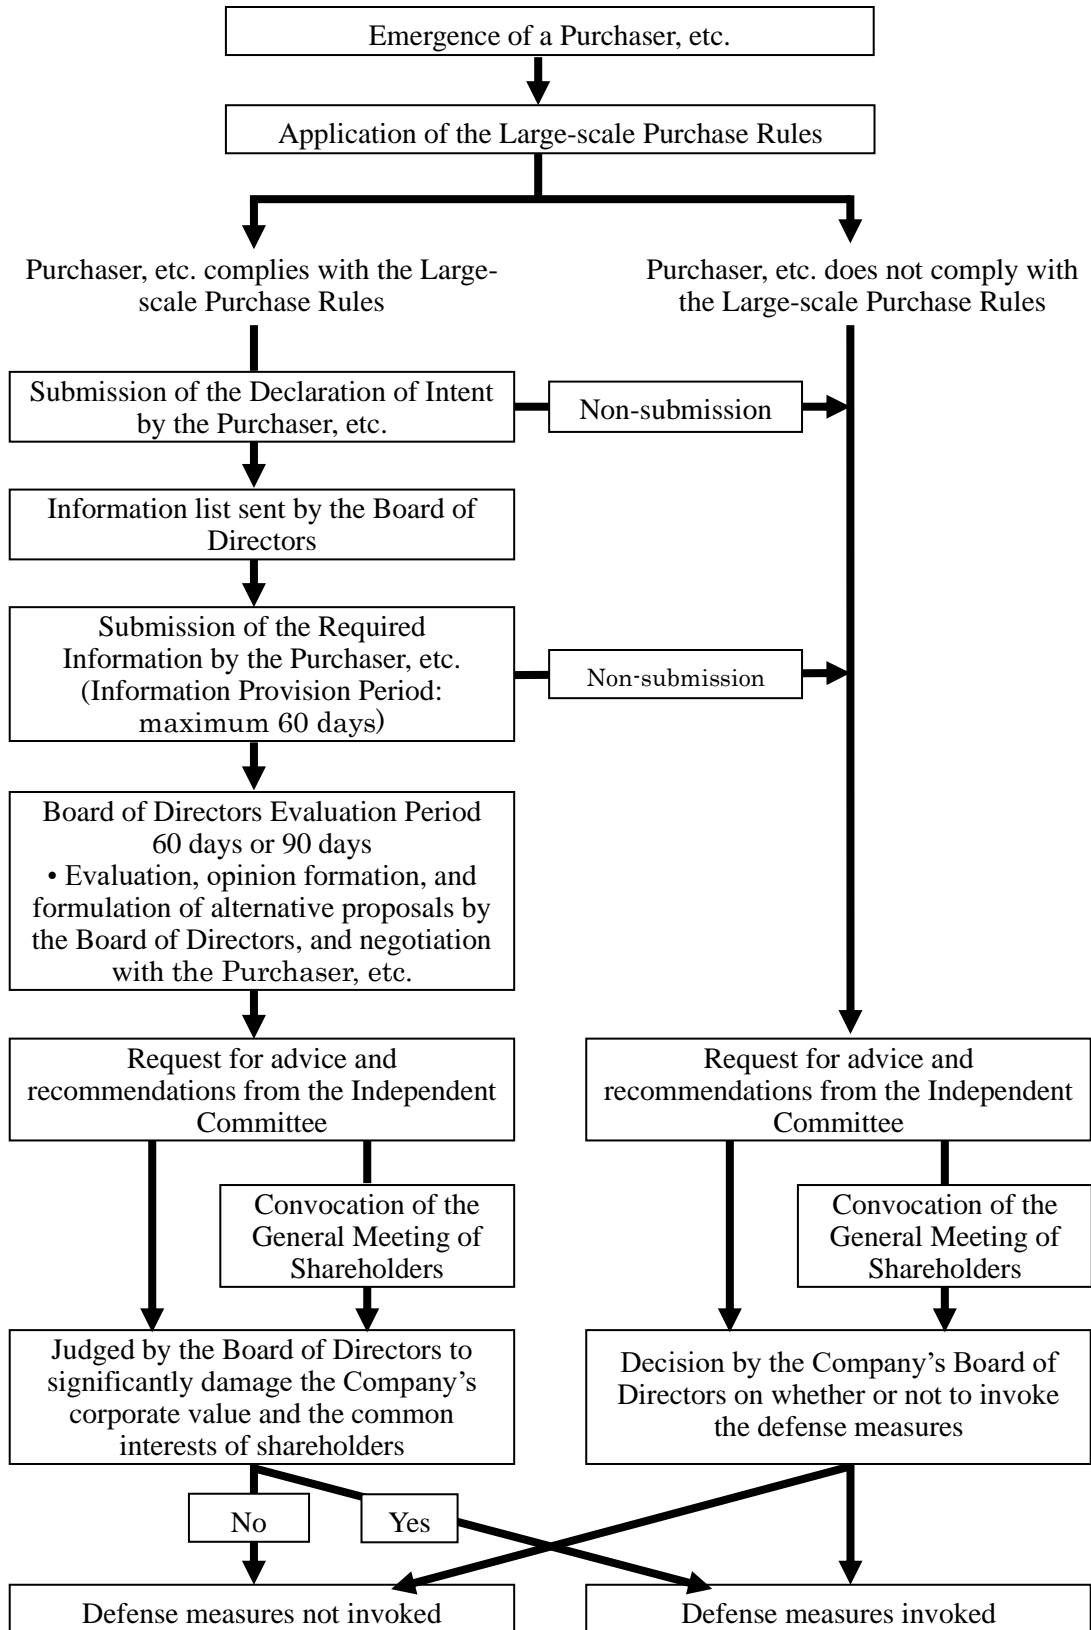 Emergence of a Purchaser, etc.
Application of the Large-scale Purchase Rules
Purchaser, etc. complies with the Large-
scale Purchase Rules
Purchaser, etc. does not comply with
the Large-scale Purchase Rules
Submission of the Declaration of Intent
by the Purchaser, etc.
Non-submission
Information list sent by the Board of
Directors
Submission of the Required
Information by the Purchaser, etc.
(Information Provision Period:
maximum 60 days)
Non-submission
Board of Directors Evaluation Period
60 days or 90 days
• Evaluation, opinion formation, and
formulation of alternative proposals by
the Board of Directors, and negotiation
with the Purchaser, etc.
Request for advice and
recommendations from the Independent
Committee
Request for advice and
recommendations from the Independent
Committee
Convocation of the
General Meeting of
Shareholders
Convocation of the
General Meeting of
Shareholders
Judged by the Board of Directors to
significantly damage the Company’s
corporate value and the common
interests of shareholders
Decision by the Company’s Board of
Directors on whether or not to invoke
the defense measures
No
Yes
Defense measures not invoked
Defense measures invoked